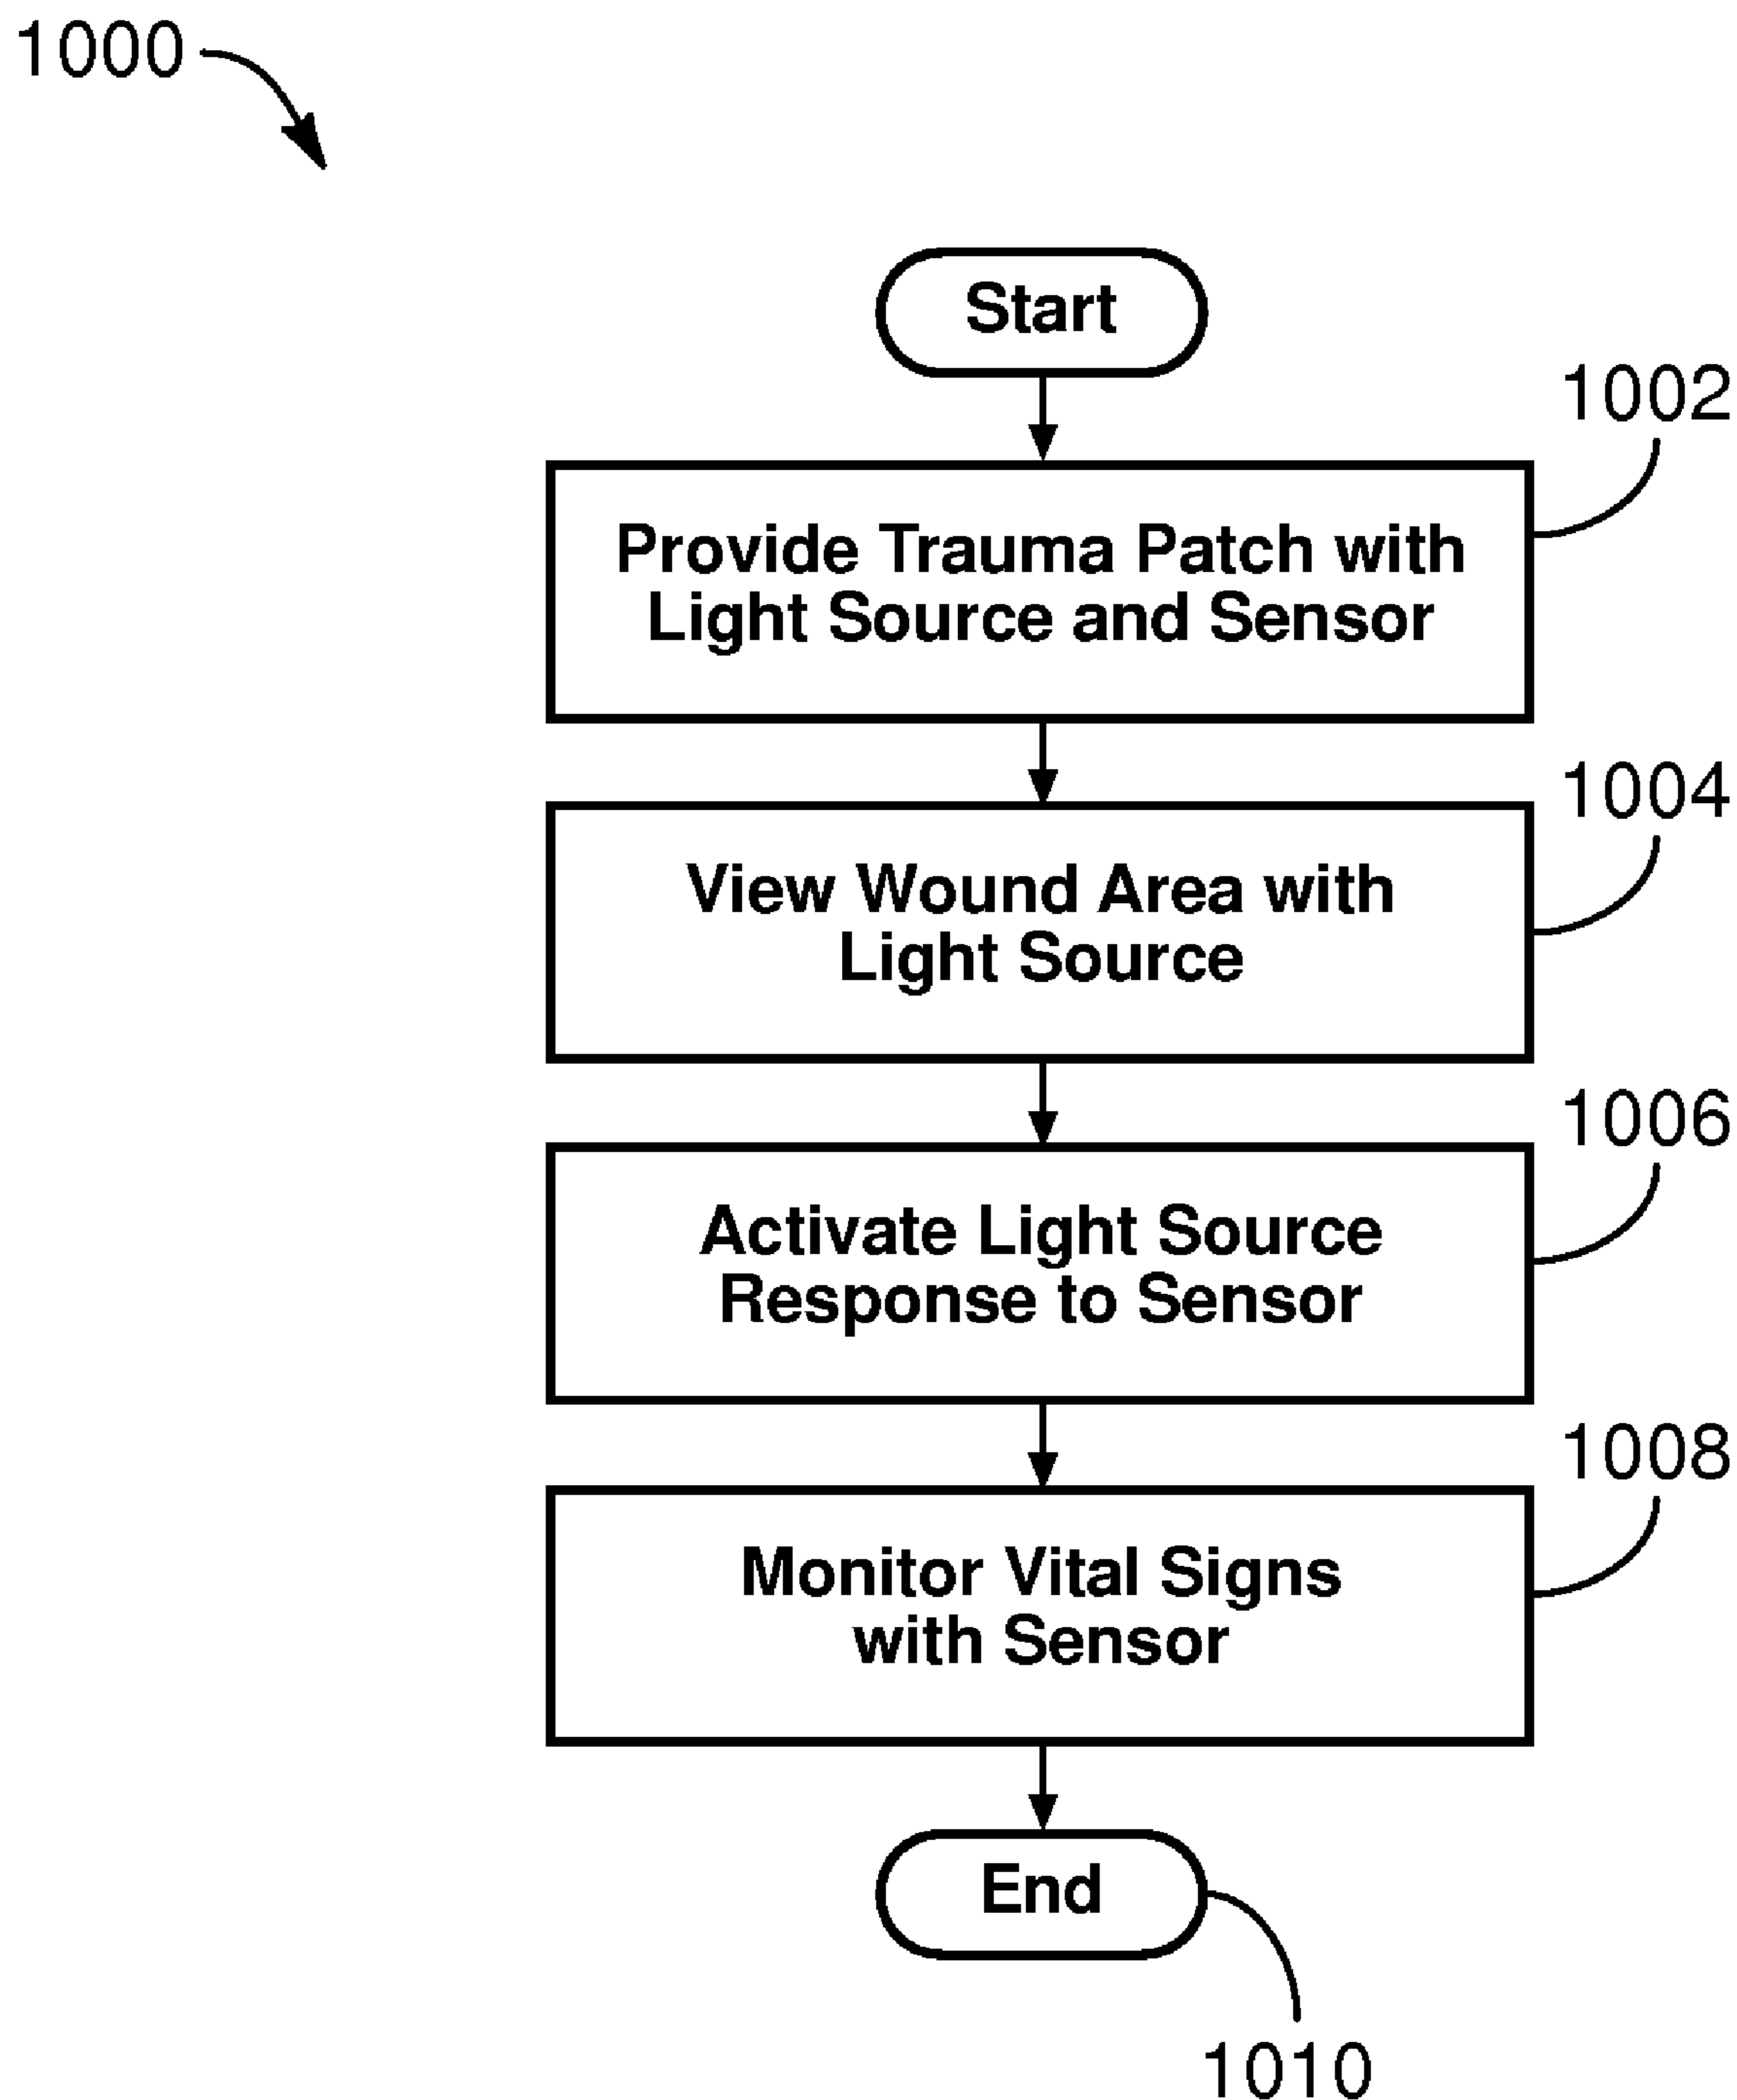 1000
Start
1002
Provide Trauma Patch with
Light Source and Sensor
1004
View Wound Area with
Light Source
1006
Activate Light Source
Response to Sensor
1008
Monitor Vital Signs
with Sensor
End
1010